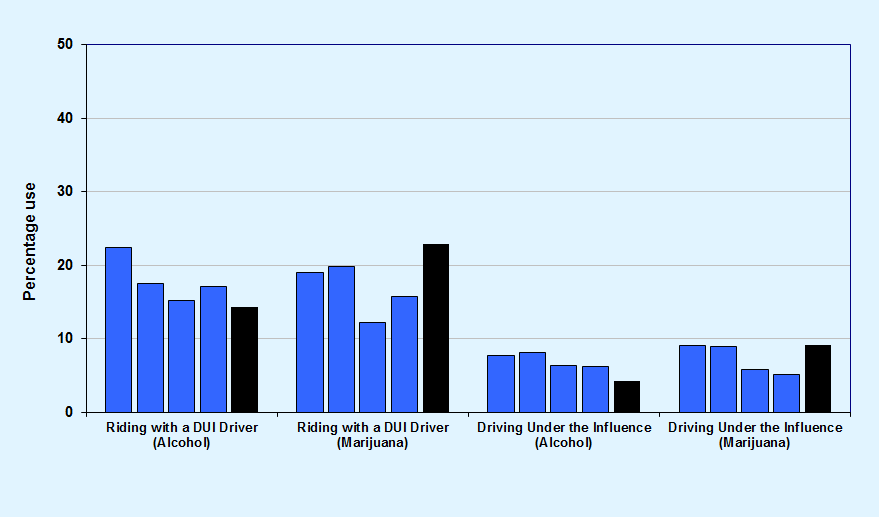 50
40
30
20
10
0
Percentage use
Riding with a DUI Driver
(Alcohol)
Riding with a DUI Driver
(Marijuana)
Driving Under the Influence
(Alcohol)
Driving Under the Influence
(Marijuana)